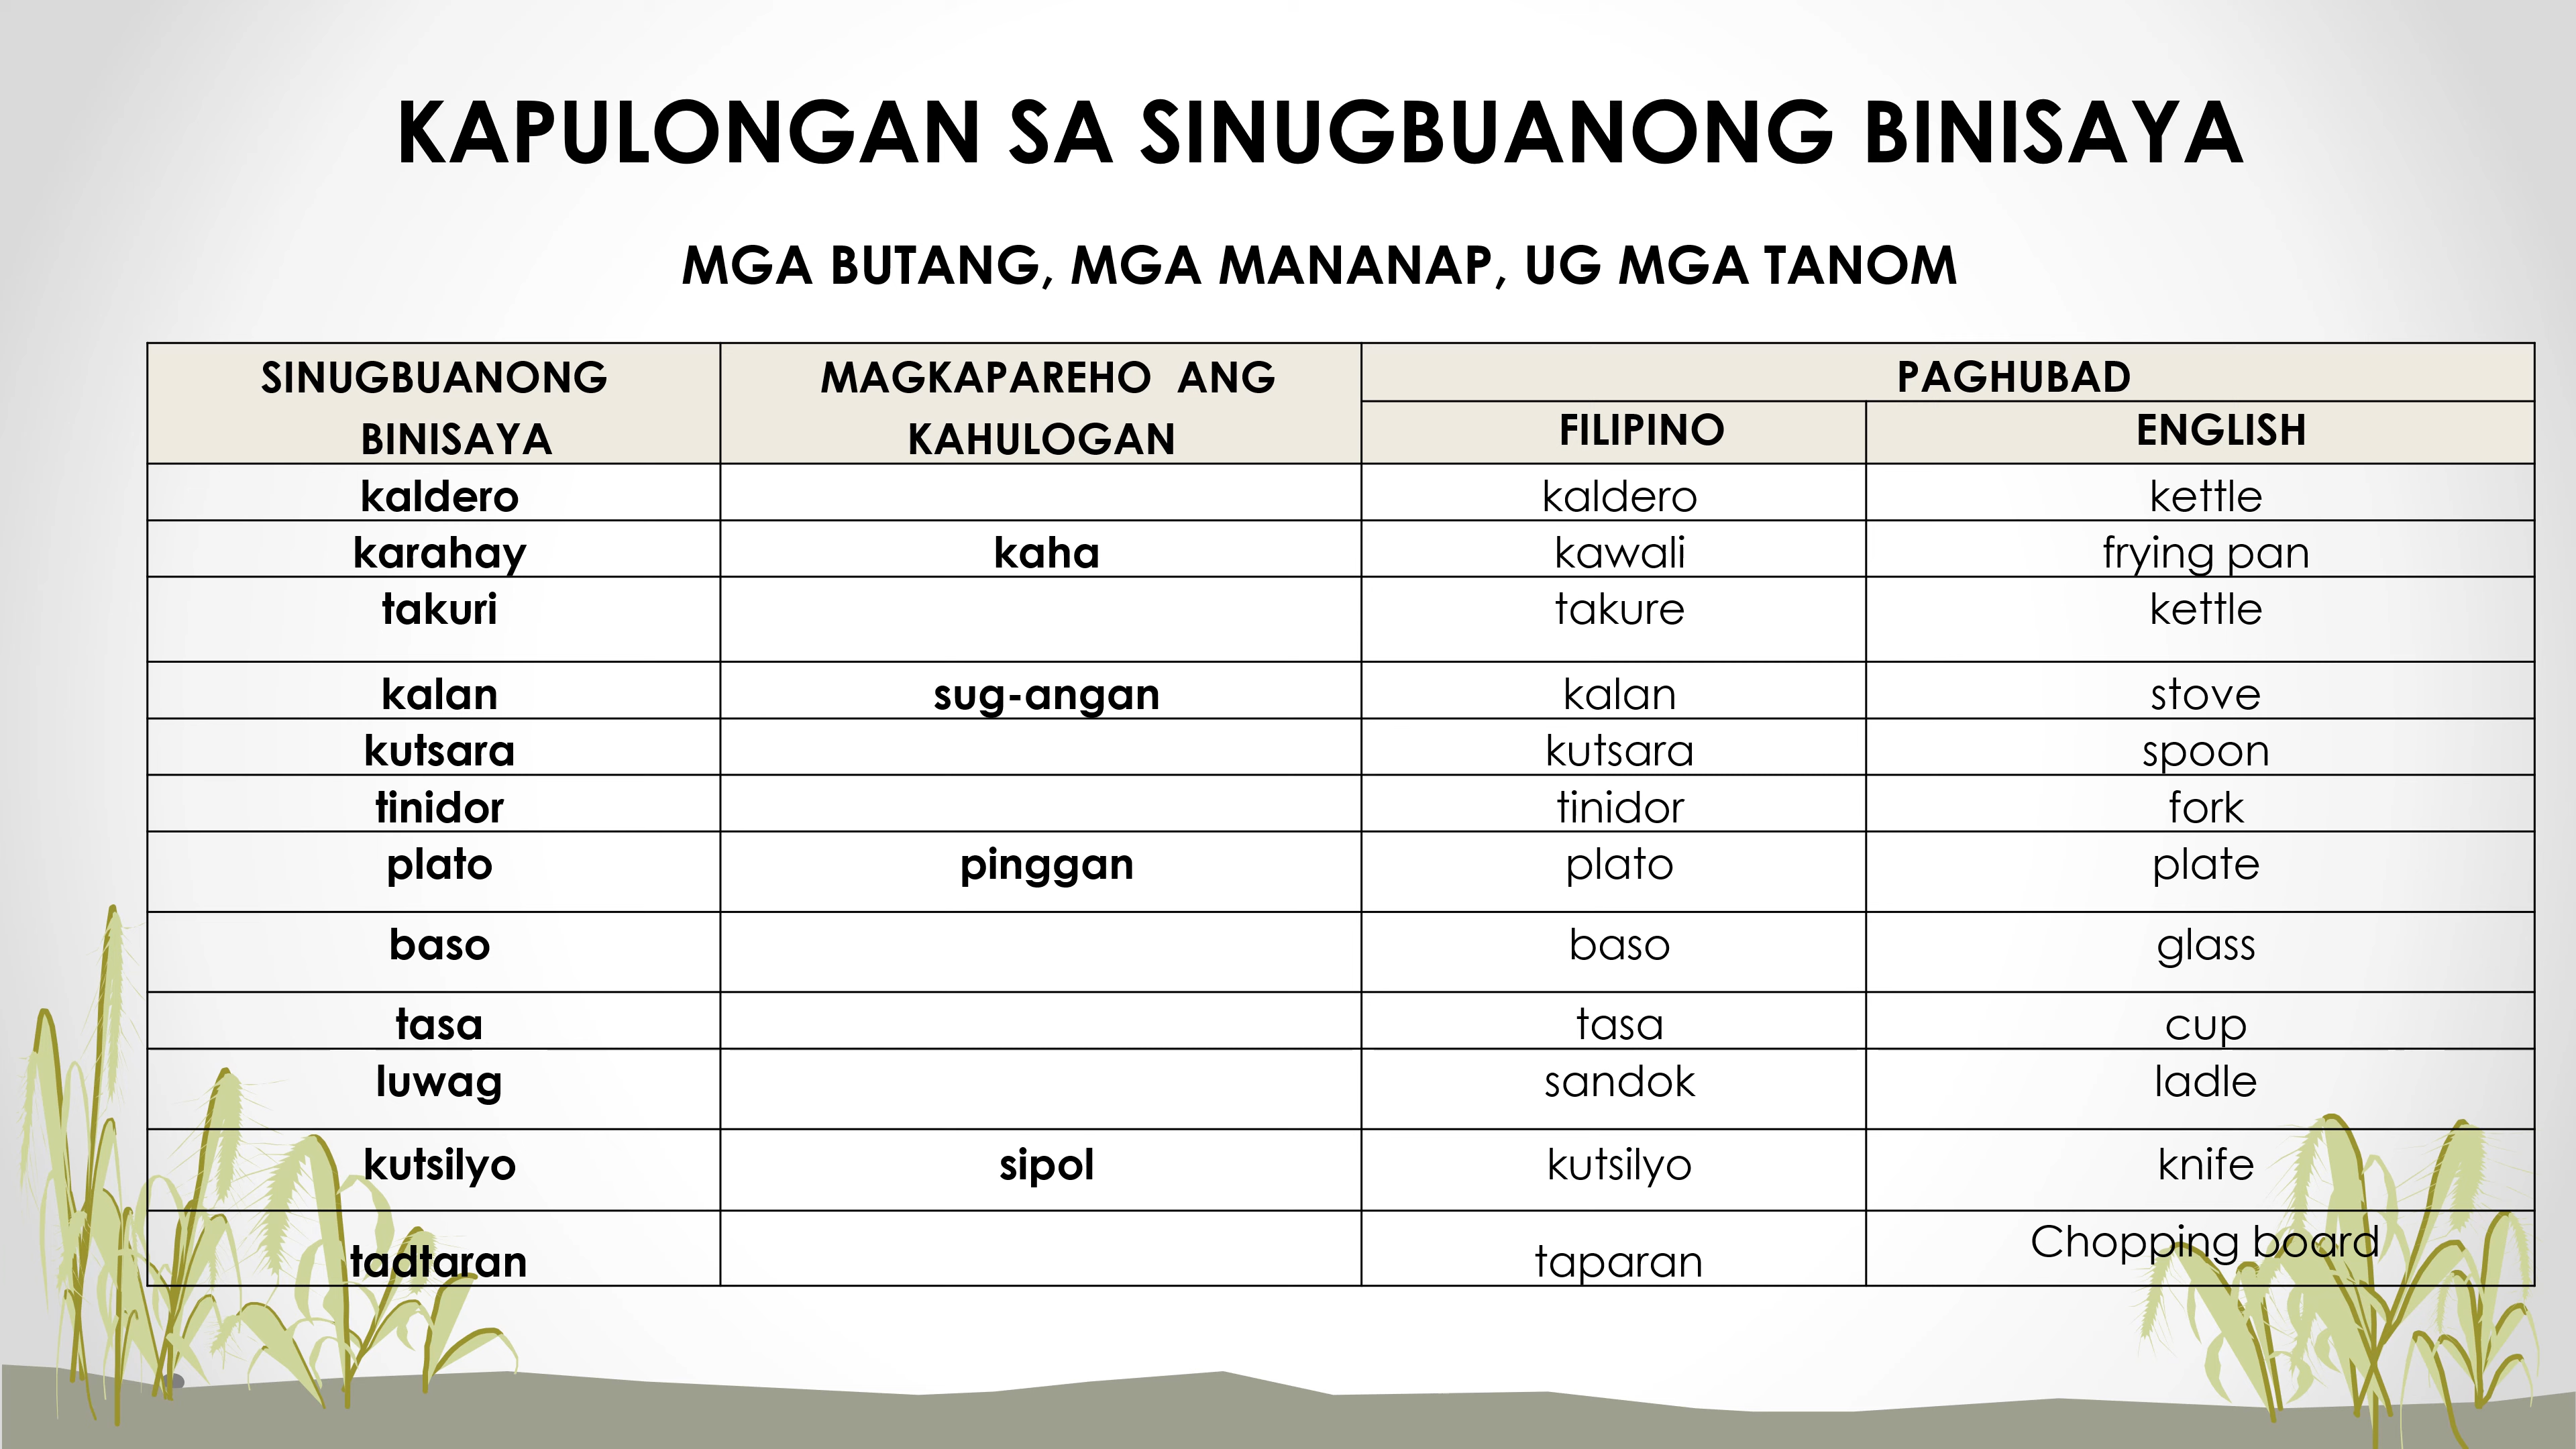 KAPULONGAN SA SINUGBUANONG BINISAYA
MGA BUTANG, MGA MANANAP, UG MGA TANOM
SINUGBUANONG BINISAYA MAGKAPAREHO ANG KAHULOGAN PAGHUBAD
FILIPINO ENGLISH
kaldero kaldero kettle
karahay kaha kawali frying pan
takuri takure kettle
kalan sug-angan kalan stove
kutsara kutsara spoon
tinidor tinidor fork
plato pinggan plato plate
baso baso glass
tasa tasa cup
luwag sandok ladle
kutsilyo sipol kutsilyo knife
tadtaran taparan Chopping board